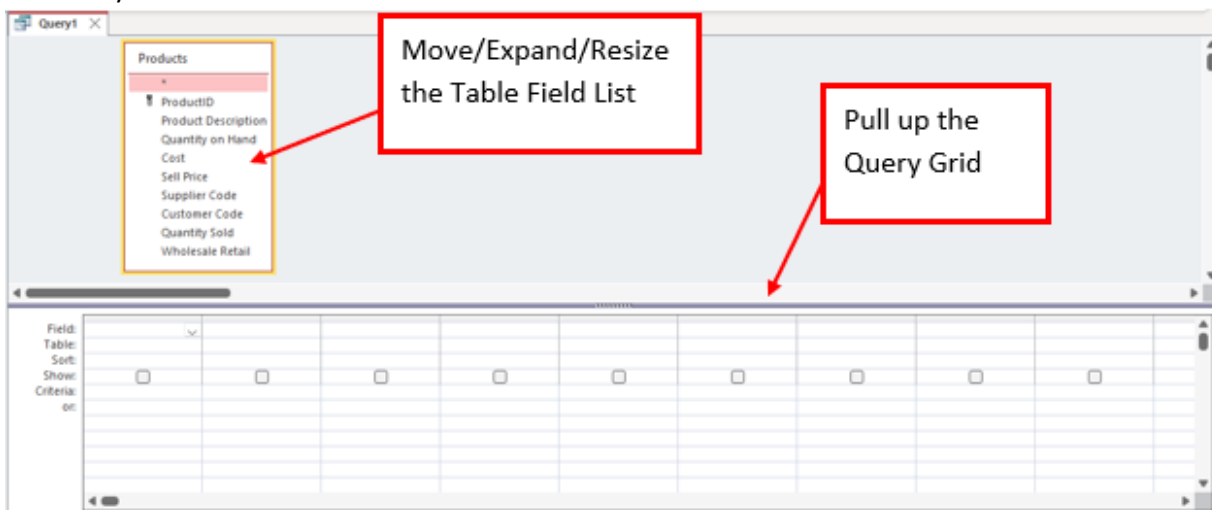 Query1
Products
*
ProductID
Product Description
Quantity on Hand
Cost
Sell Price
Supplier Code
Customer Code
Quantity Sold
Wholesale Retail
Move/Expand/Resize
the Table Field List
Pull up the
Query Grid
Field:
Table:
Sort:
Show:
Criteria:
or: